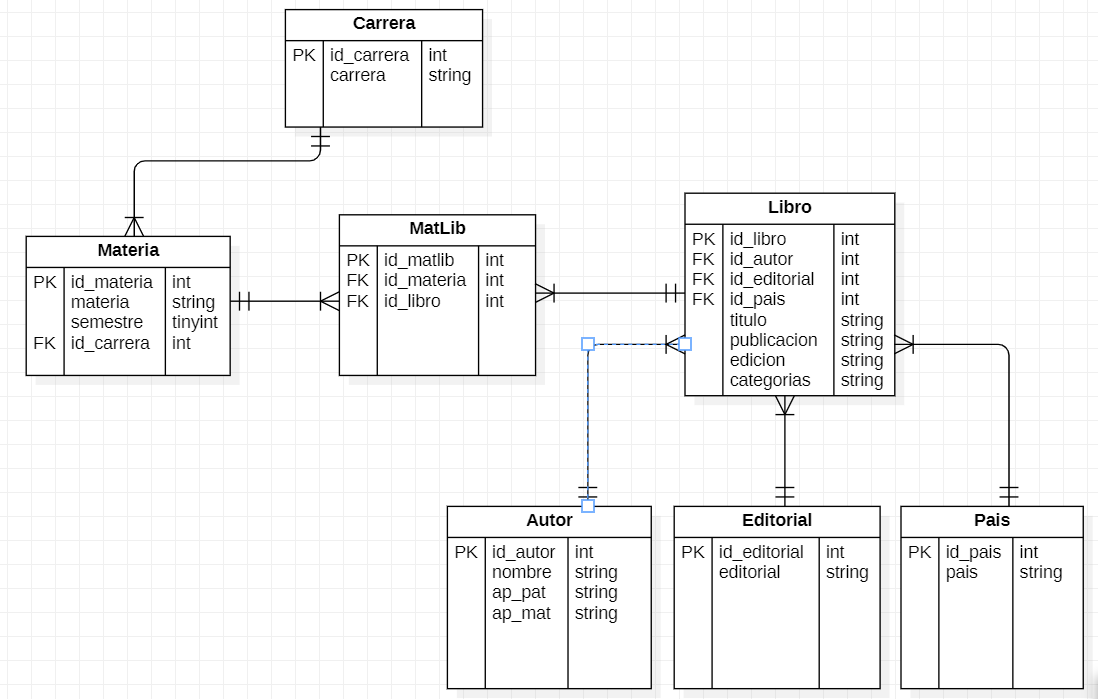 Carrera
PK id_carrera int
carrera string
Materia
PK id_materia int
materia string
semestre tinyint
FK id_carrera int
MatLib
PK id_matlib int
FK id_materia int
FK id_libro int
Libro
PK id_libro int
FK id_autor int
FK id_editorial int
FK id_pais int
titulo string
publicacion string
edicion string
categorias string
Autor
PK id_autor int
nombre string
ap_pat string
ap_mat string
Editorial
PK id_editorial int
editorial string
Pais
PK id_pais int
pais string